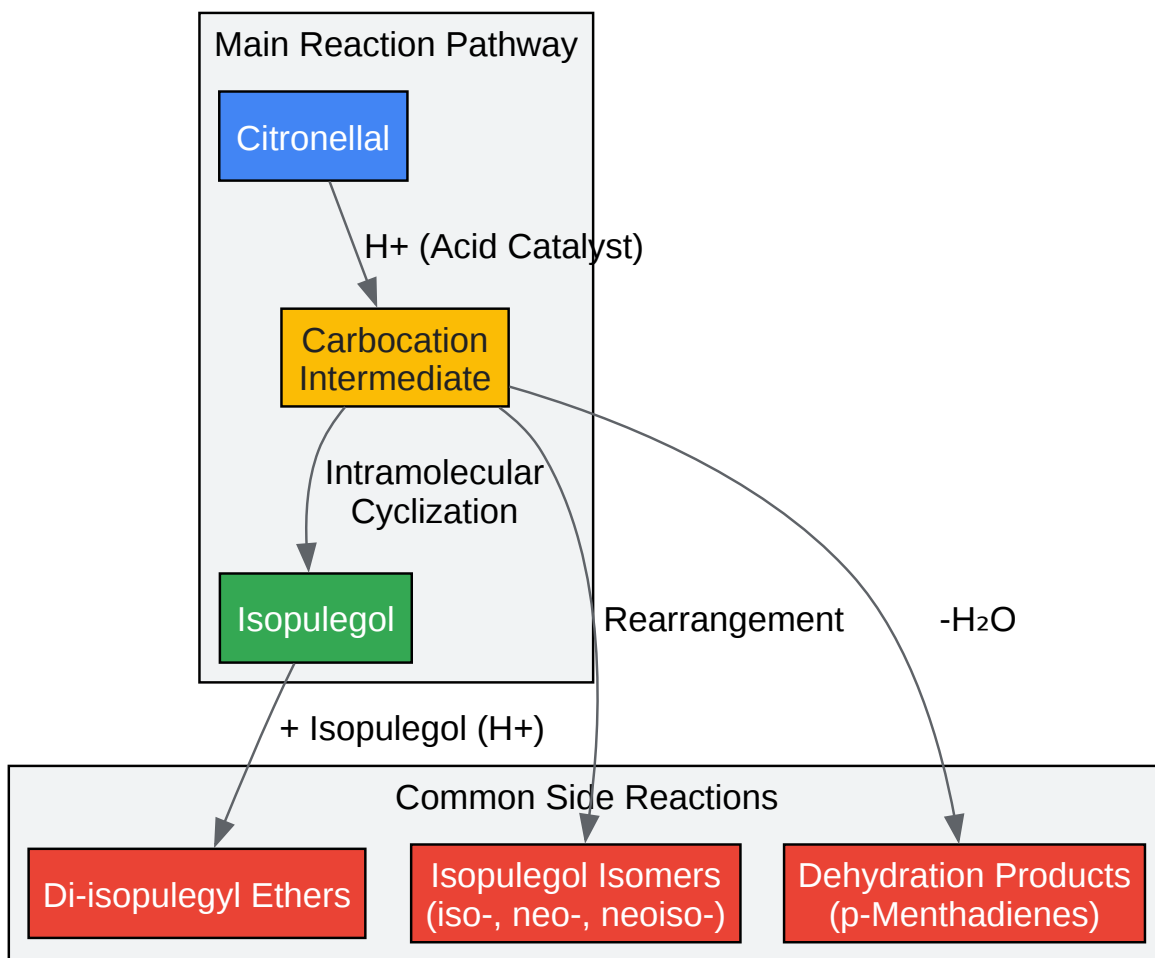 Main Reaction Pathway
Citronellal
H+ (Acid Catalyst)
Carbocation
Intermediate
Intramolecular
Cyclization
Isopulegol
Rearrangement
-H₂O
+ Isopulegol (H+)
Common Side Reactions
Di-isopulegyl Ethers
Isopulegol Isomers
(iso-, neo-, neoiso-)
Dehydration Products
(p-Menthadienes)